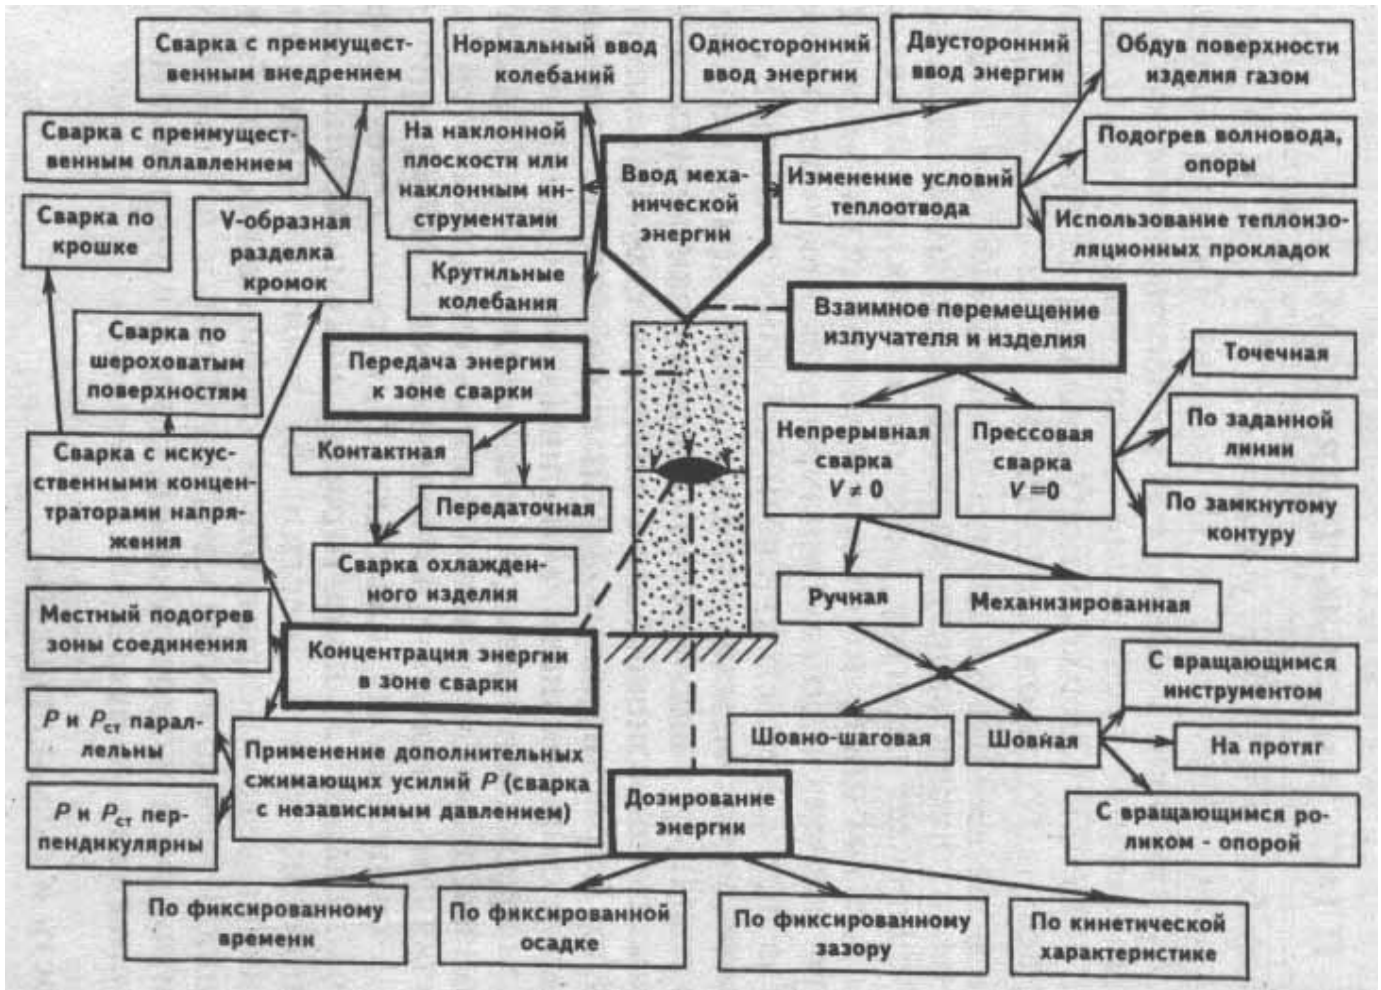 Сварка с преимущест-
венным внедрением
Нормальный ввод
колебаний
Односторонний
ввод энергии
Двусторонний
ввод энергии
Обдув поверхности
изделия газом
Сварка с преимущест-
венным оплавлением
На наклонной
плоскости или
наклонным ин-
струментами
Ввод меха-
нической
энергии
Изменение условий
теплоотвода
Подогрев волновода,
опоры
Сварка по
крошке
V-образная
разделка
кромок
Использование теплоизо-
ляционных прокладок
Крутильные
колебания
Взаимное перемещение
излучателя и изделия
Сварка по
шероховатым
поверхностям
Передача энергии
к зоне сварки
Точечная
Непрерывная
сварка
V ≠ 0
Прессовая
сварка
V =0
По заданной
линии
Сварка с искус-
ственными концен-
траторами напря-
жения
Контактная
Передаточная
По замкнутому
контуру
Сварка охлажден-
ного изделия
Ручная
Механизированная
Местный подогрев
зоны соединения
Концентрация энергии
в зоне сварки
С вращающимся
инструментом
P и Pст парал-
лельны
Применение дополнительных
сжимающих усилий P (сварка
с независимым давлением)
Шовно-шаговая
Шовная
На протяг
P и Pст пер-
пендикулярны
Дозирование
энергии
С вращающимся ро-
ликом - опорой
По фиксированному
времени
По фиксированной
осадке
По фиксированному
зазору
По кинетической
характеристике